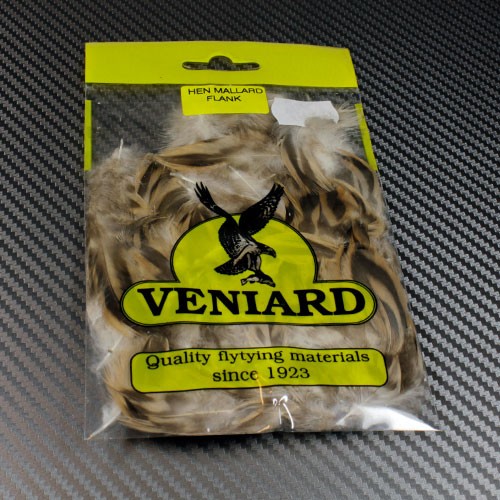 HEN MALLARD
FLANK
VENIARD
Quality flytying materials
since 1923